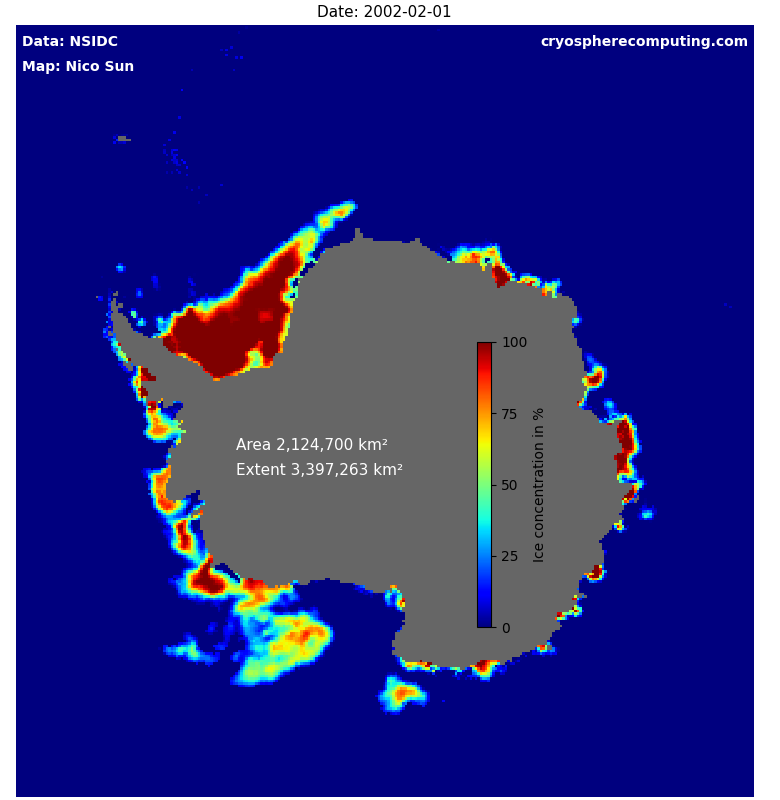 Date: 2002-02-01
Data: NSIDC
cryospherecomputing.com
Map: Nico Sun
100
75
50
25
0
Ice concentration in %
Area 2,124,700 km²
Extent 3,397,263 km²